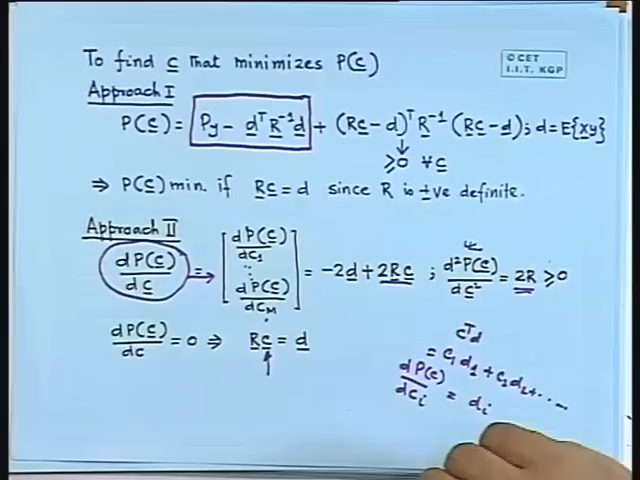 To find c that minimizes P(c)
© CET
I.I.T. KGP
Approach I
P(c) = Py - dᵀR⁻¹d + (Rc - d)ᵀ R⁻¹ (Rc - d); d = E{xy}
↓
≥0 ∀c
⇒ P(c) min. if Rc = d since R is ±ve definite.
Approach II
dP(c)/dc = [dP(c)/dc1 : dP(c)/dcM] = -2d + 2Rc ; d²P(c)/dc² = 2R ≥ 0
dP(c)/dc = 0 ⇒ Rc = d
cᵀd
= c1d1 + c2d2 + ...
dP(c)/dci = di